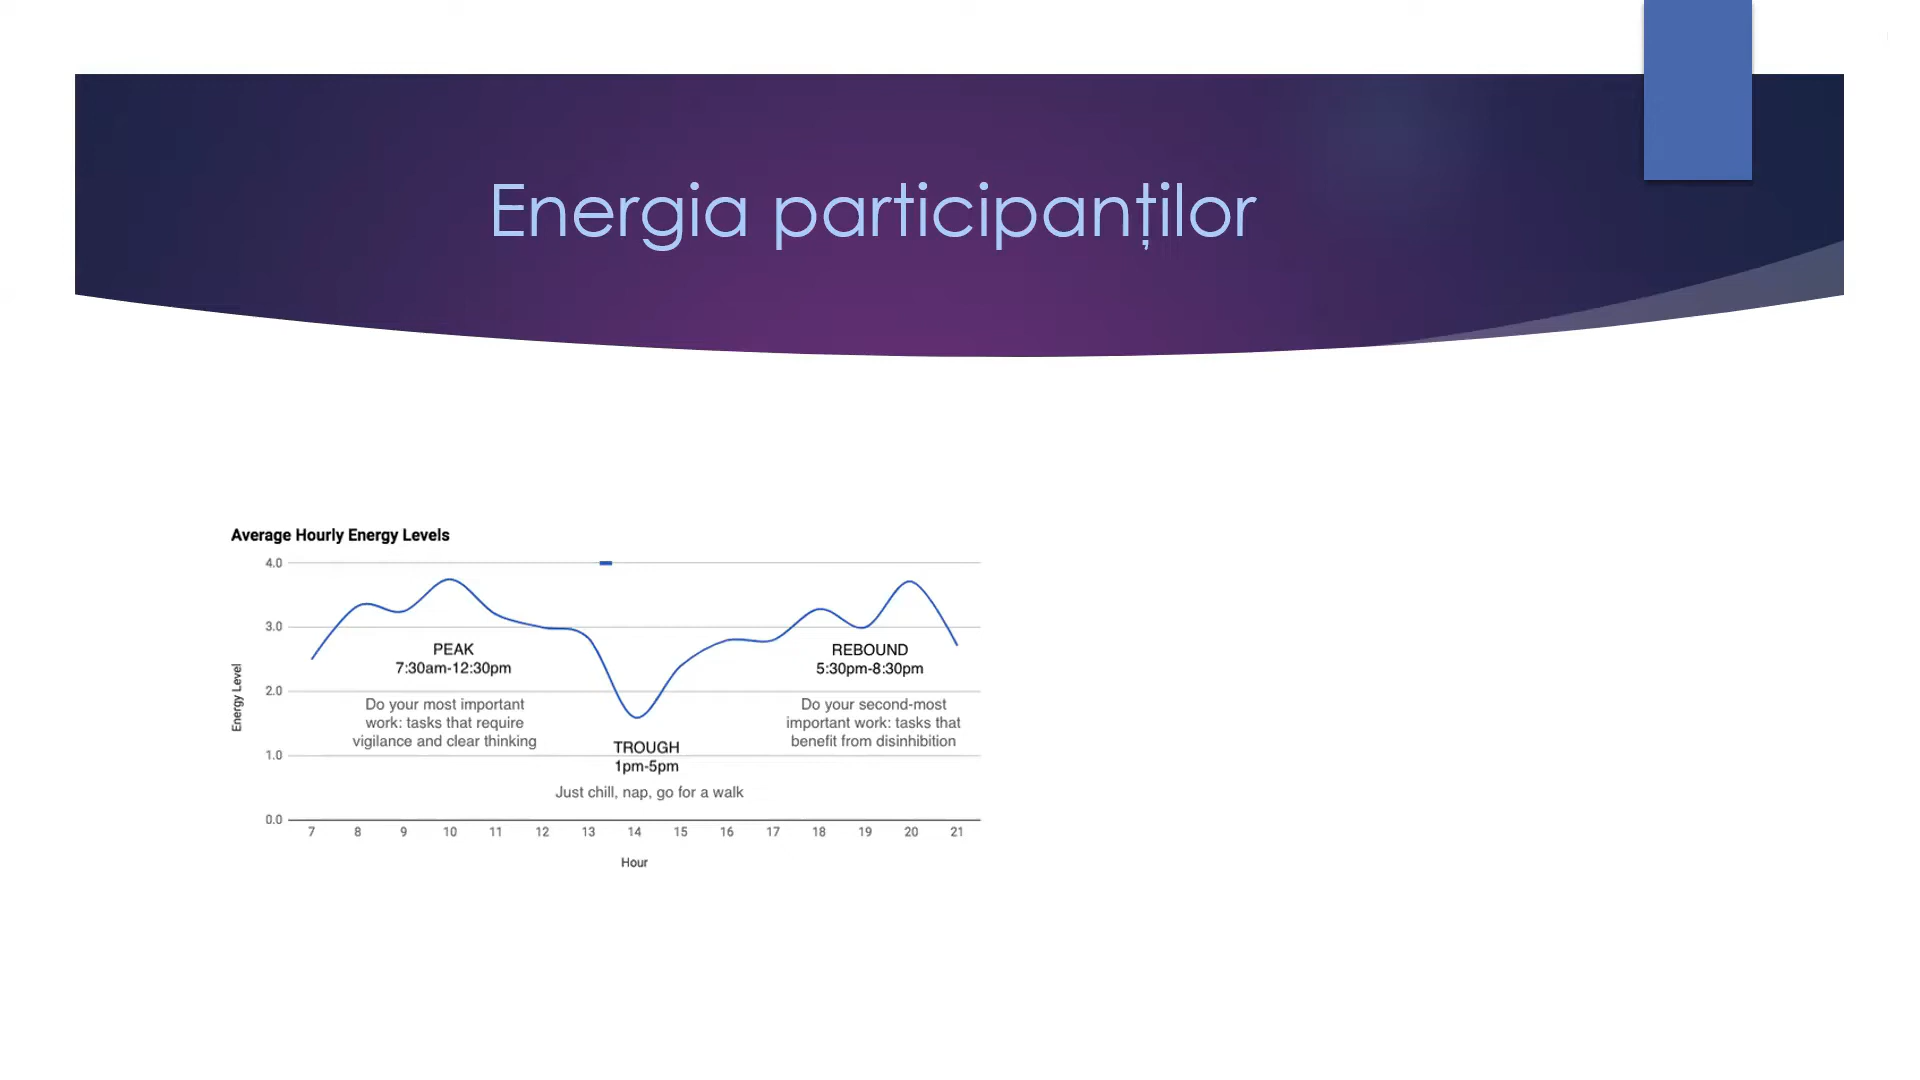 Energia participanților
Average Hourly Energy Levels
4.0
3.0
2.0
1.0
0.0
Energy Level
PEAK
7:30am-12:30pm
Do your most important
work: tasks that require
vigilance and clear thinking
TROUGH
1pm-5pm
Just chill, nap, go for a walk
REBOUND
5:30pm-8:30pm
Do your second-most
important work: tasks that
benefit from disinhibition
7 8 9 10 11 12 13 14 15 16 17 18 19 20 21
Hour